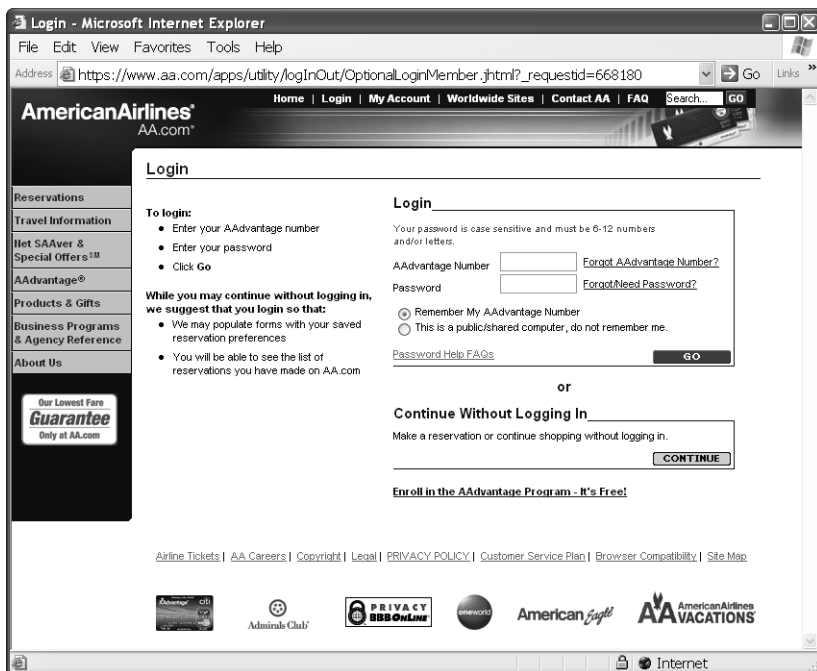 Login - Microsoft Internet Explorer
File Edit View Favorites Tools Help
Address https://www.aa.com/apps/utility/logInOut/OptionalLoginMember.jhtml?_requestid=668180 Go Links »
Home | Login | My Account | Worldwide Sites | Contact AA | FAQ Search... GO
AmericanAirlines®
AA.com®
Login
Reservations
Travel Information
Net SAAver &
Special Offers℠
AAdvantage®
Products & Gifts
Business Programs
& Agency Reference
About Us
Our Lowest Fare
Guarantee
Only at AA.com
To login:
• Enter your AAdvantage number
• Enter your password
• Click Go
While you may continue without logging in,
we suggest that you login so that:
• We may populate forms with your saved
reservation preferences
• You will be able to see the list of
reservations you have made on AA.com
Login
Your password is case sensitive and must be 6-12 numbers
and/or letters.
AAdvantage Number Forgot AAdvantage Number?
Password Forgot/Need Password?
Remember My AAdvantage Number
This is a public/shared computer, do not remember me.
Password Help FAQs GO
or
Continue Without Logging In
Make a reservation or continue shopping without logging in.
CONTINUE
Enroll in the AAdvantage Program - It's Free!
Airline Tickets | AA Careers | Copyright | Legal | PRIVACY POLICY | Customer Service Plan | Browser Compatibility | Site Map
AAdvantage citi
Admirals Club®
PRIVACY
BBBONLINE
oneworld
American Eagle
AmericanAirlines
AAVACATIONS
Internet